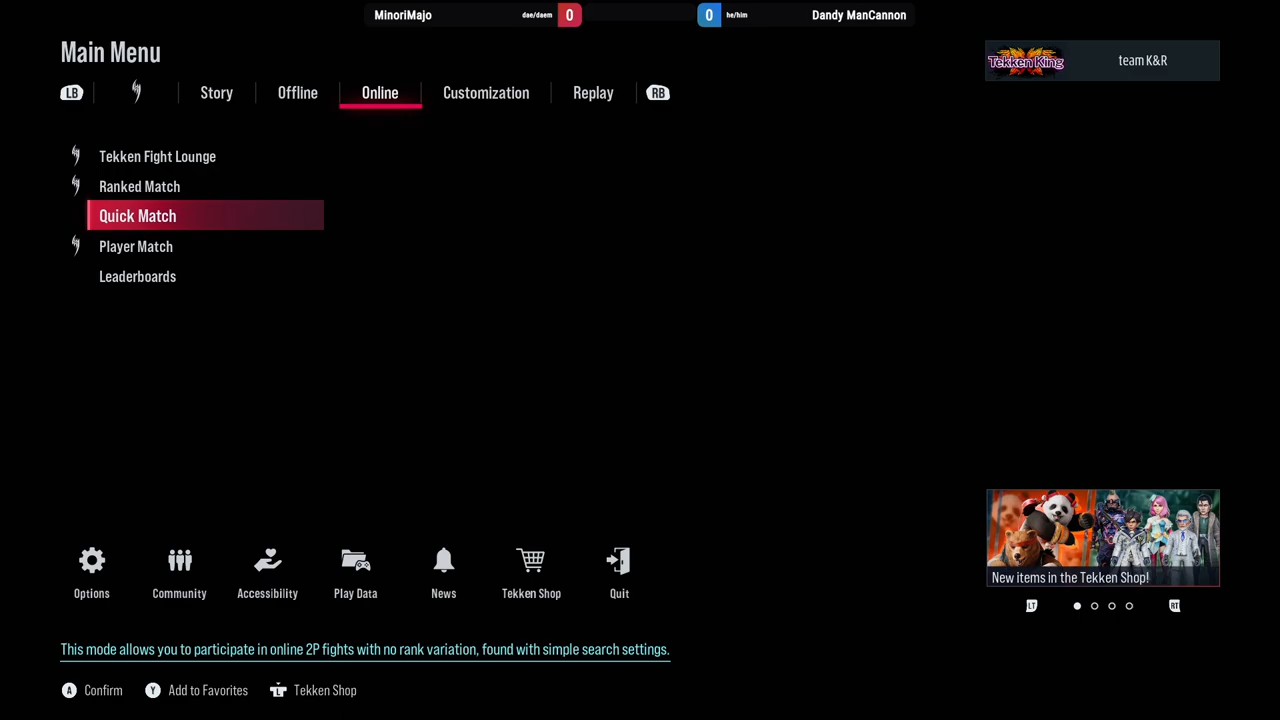 MinoriMajo dae/daem 0 0 he/him Dandy ManCannon
Main Menu
Tekken King team K&R
LB Story Offline Online Customization Replay RB
Tekken Fight Lounge
Ranked Match
Quick Match
Player Match
Leaderboards
New items in the Tekken Shop!
LT RT
Options Community Accessibility Play Data News Tekken Shop Quit
This mode allows you to participate in online 2P fights with no rank variation, found with simple search settings.
A Confirm Y Add to Favorites L Tekken Shop